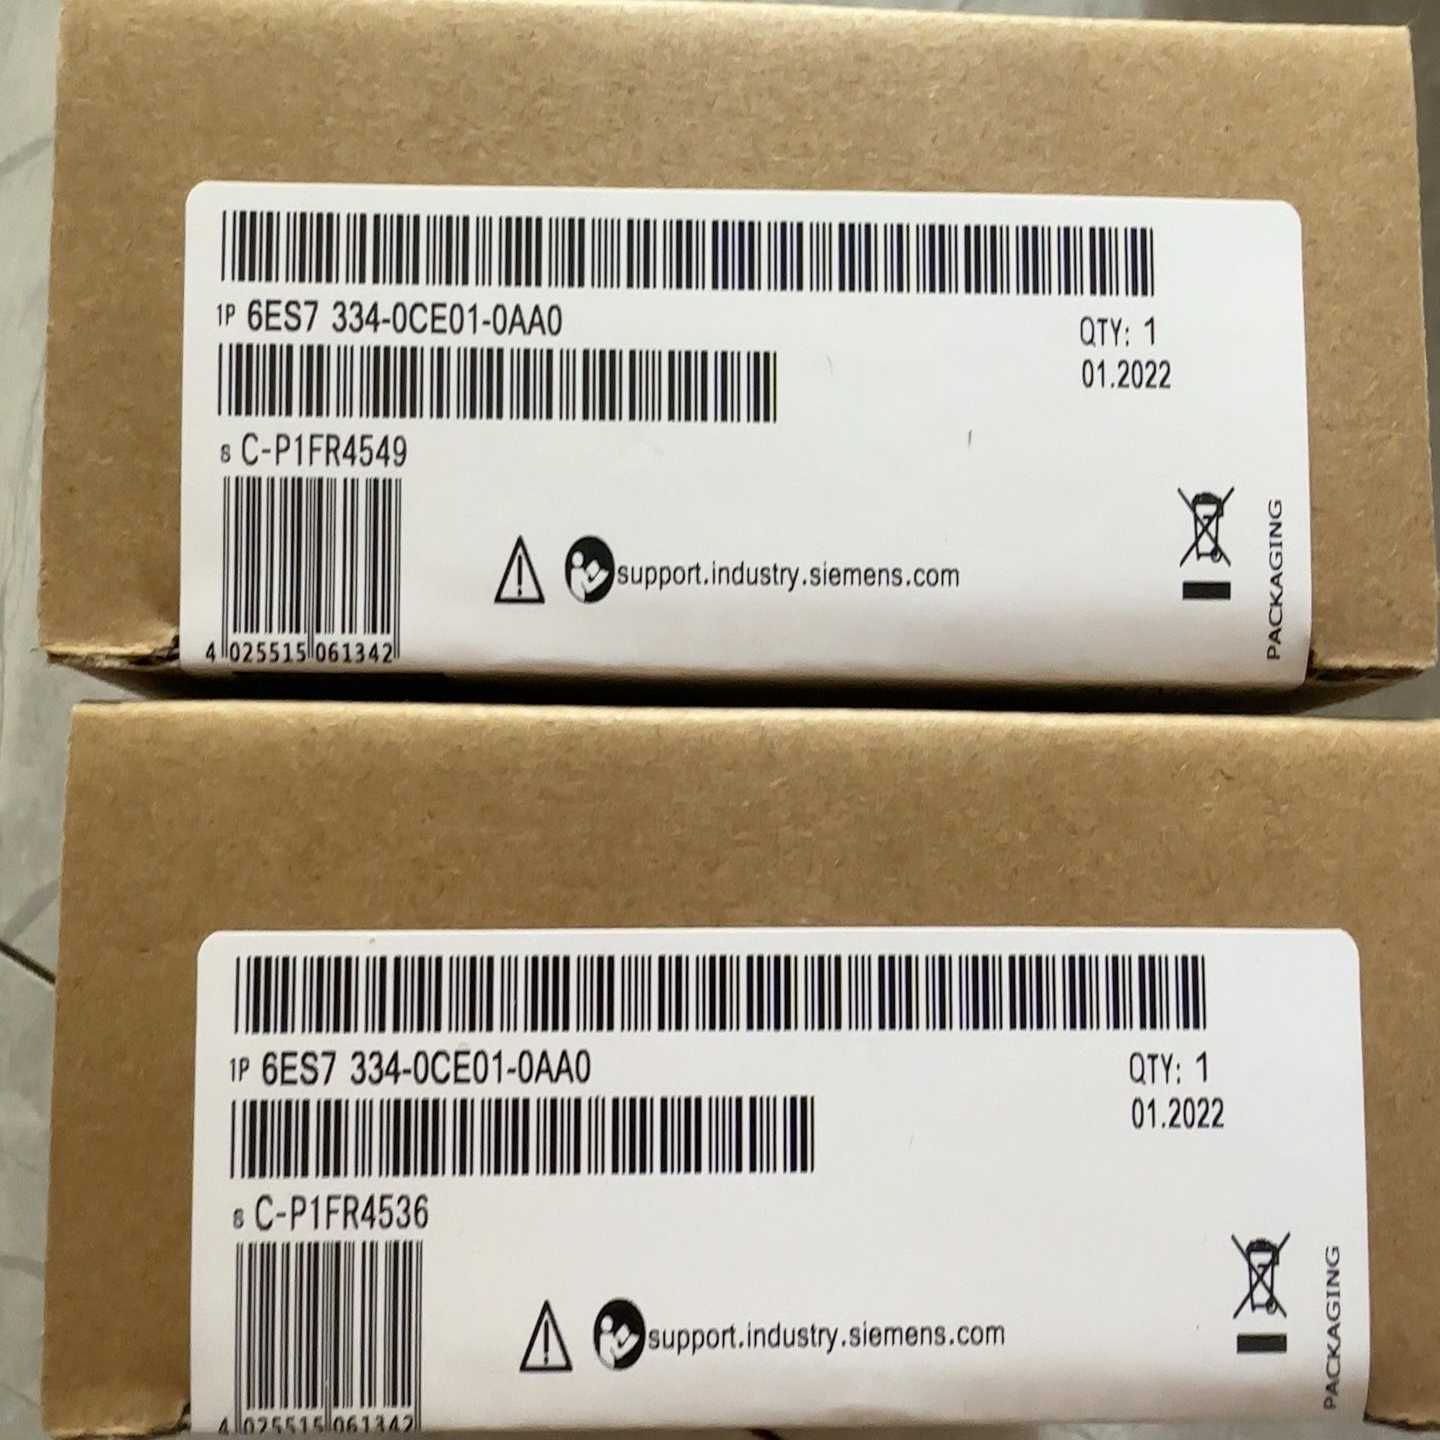 1P 6ES7 334-0CE01-0AA0
QTY: 1
01.2022
S C-P1FR4549
support.industry.siemens.com
PACKAGING
4 025515 061342
1P 6ES7 334-0CE01-0AA0
QTY: 1
01.2022
S C-P1FR4536
support.industry.siemens.com
PACKAGING
4 025515 061342